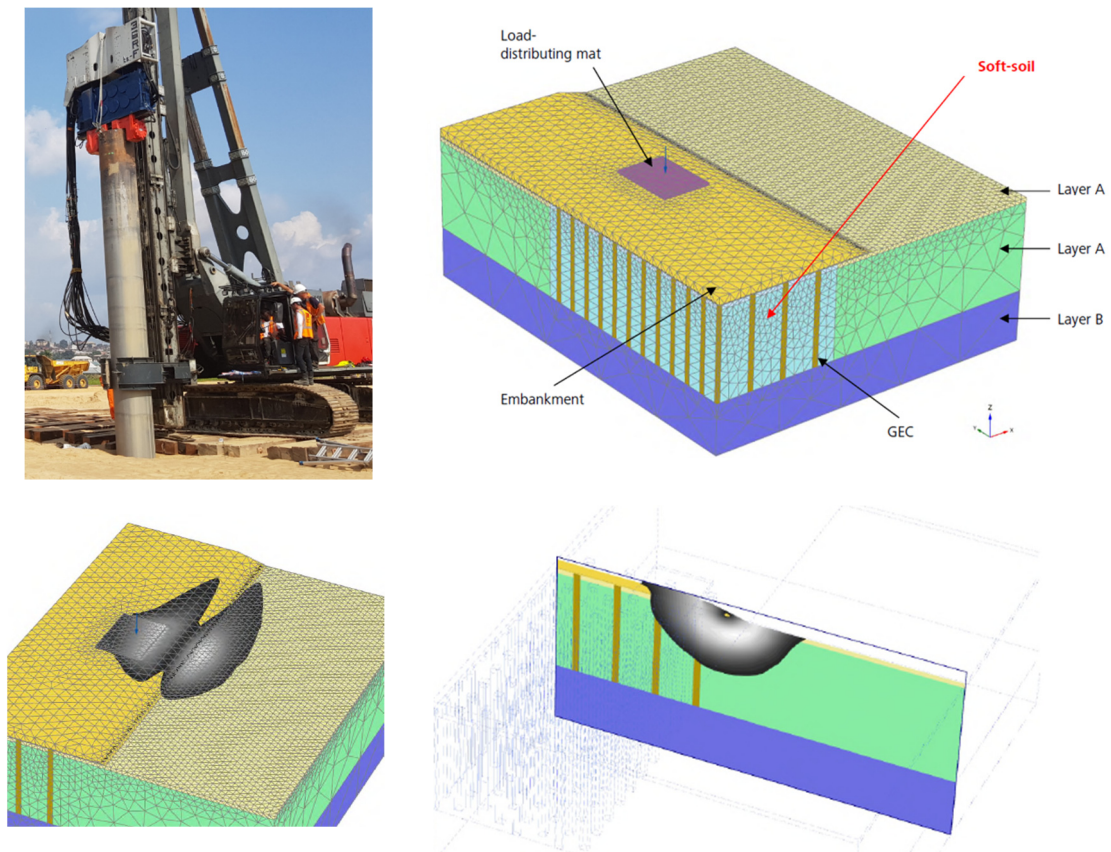 Load-
distributing mat
Soft-soil
Layer A
Layer A
Layer B
Embankment
GEC
Z
Y
X